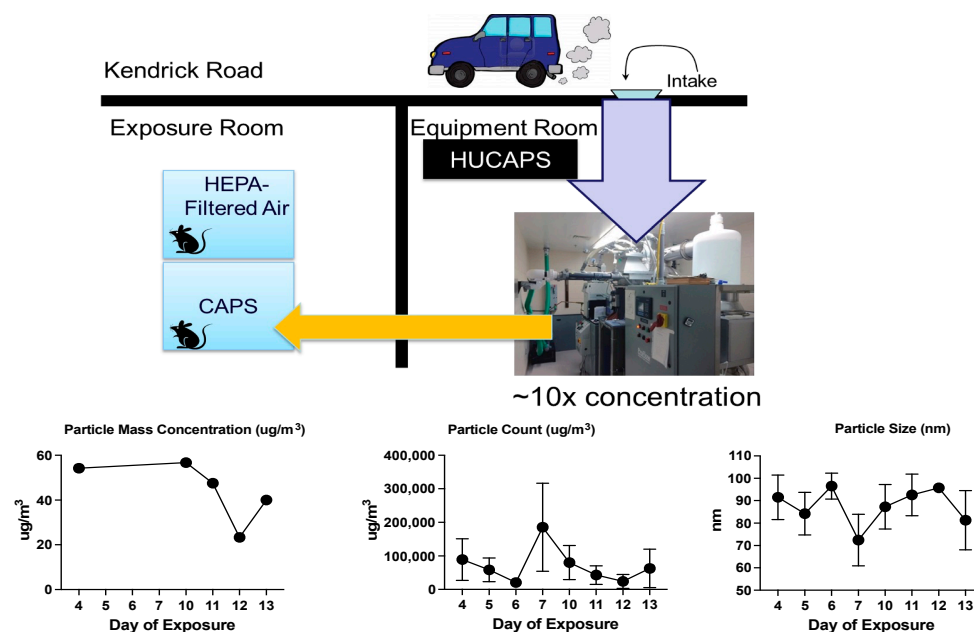 Kendrick Road
Intake
Exposure Room
Equipment Room
HUCAPS
HEPA-
Filtered Air
CAPS
~10x concentration
Particle Mass Concentration (ug/m³)
60
40
20
0
ug/m³
4 5 6 7 10 11 12 13
Day of Exposure
Particle Count (ug/m³)
400,000
300,000
200,000
100,000
0
ug/m³
4 5 6 7 10 11 12 13
Day of Exposure
Particle Size (nm)
110
100
90
80
70
60
50
nm
4 5 6 7 10 11 12 13
Day of Exposure